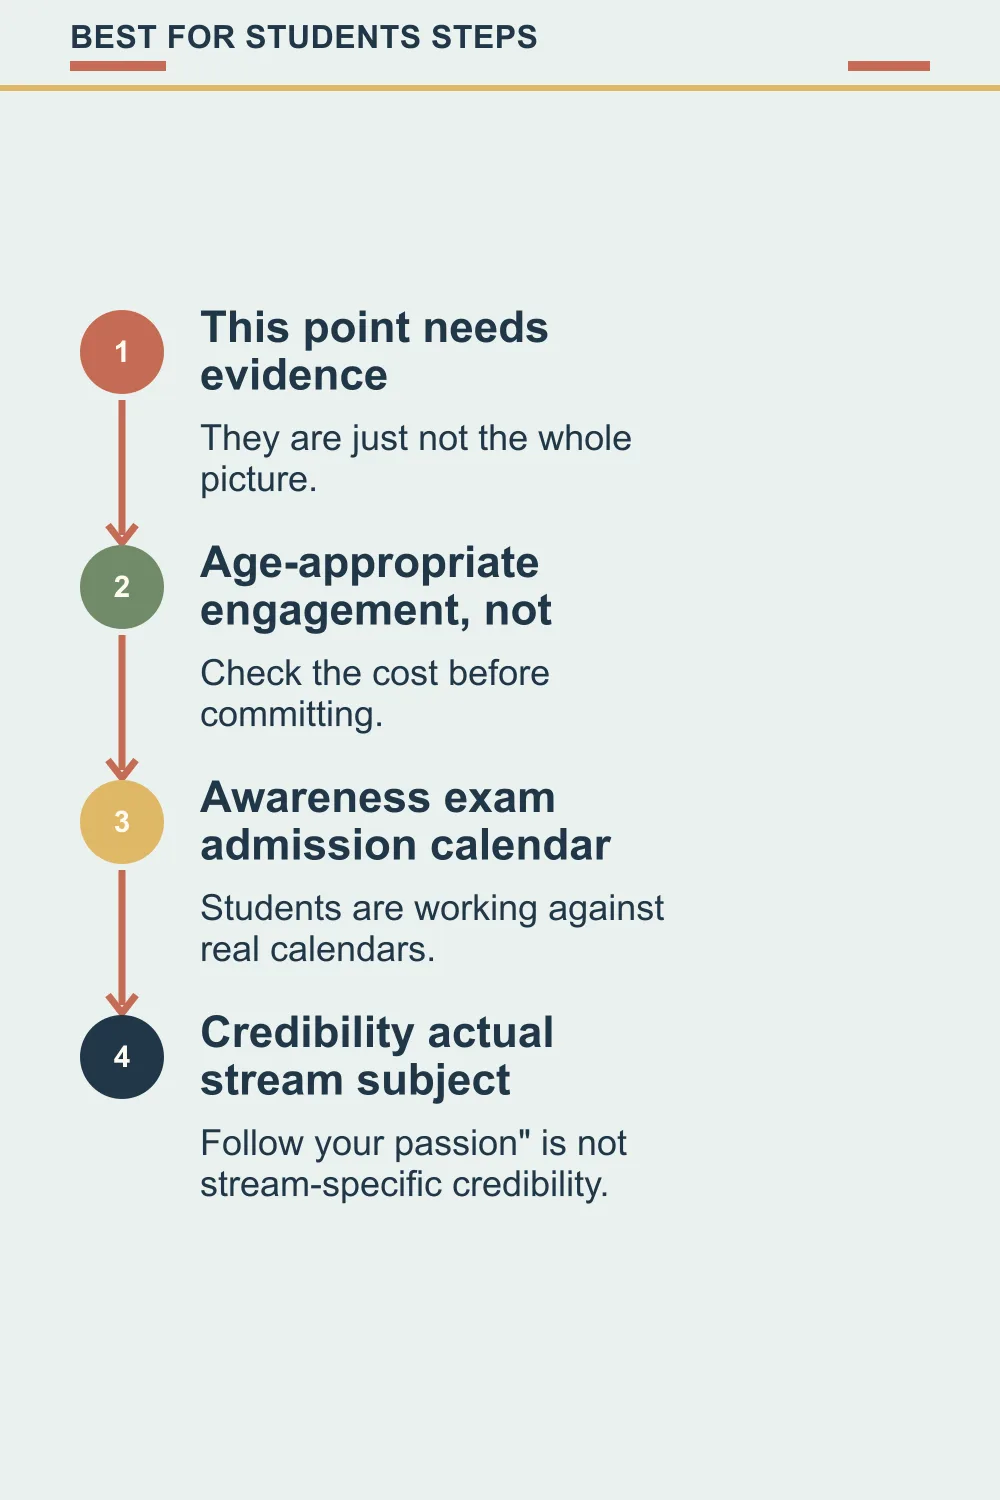 BEST FOR STUDENTS STEPS
1
This point needs
evidence
They are just not the whole
picture.
2
Age-appropriate
engagement, not
Check the cost before
committing.
3
Awareness exam
admission calendar
Students are working against
real calendars.
4
Credibility actual
stream subject
Follow your passion" is not
stream-specific credibility.